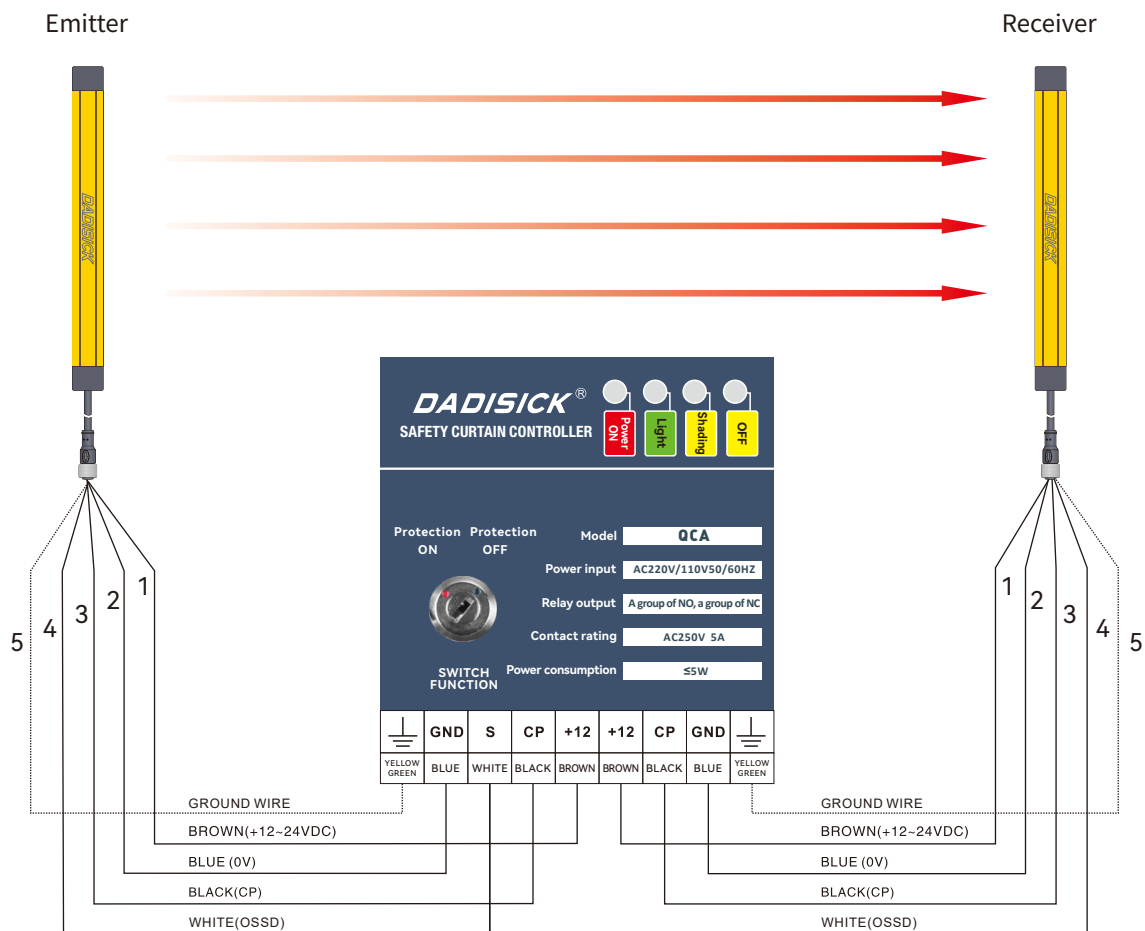 Emitter
Receiver
DADISICK
DADISICK
DADISICK®
SAFETY CURTAIN CONTROLLER
Power ON
Light
Shading
OFF
Protection ON
Protection OFF
SWITCH FUNCTION
Model QCA
Power input AC220V/110V50/60HZ
Relay output A group of NO, a group of NC
Contact rating AC250V 5A
Power consumption ≤5W
5 4 3 2 1
1 2 3 4 5
GND S CP +12 +12 CP GND
YELLOW GREEN BLUE WHITE BLACK BROWN BROWN BLACK BLUE YELLOW GREEN
GROUND WIRE
BROWN(+12~24VDC)
BLUE (0V)
BLACK(CP)
WHITE(OSSD)
GROUND WIRE
BROWN(+12~24VDC)
BLUE (0V)
BLACK(CP)
WHITE(OSSD)